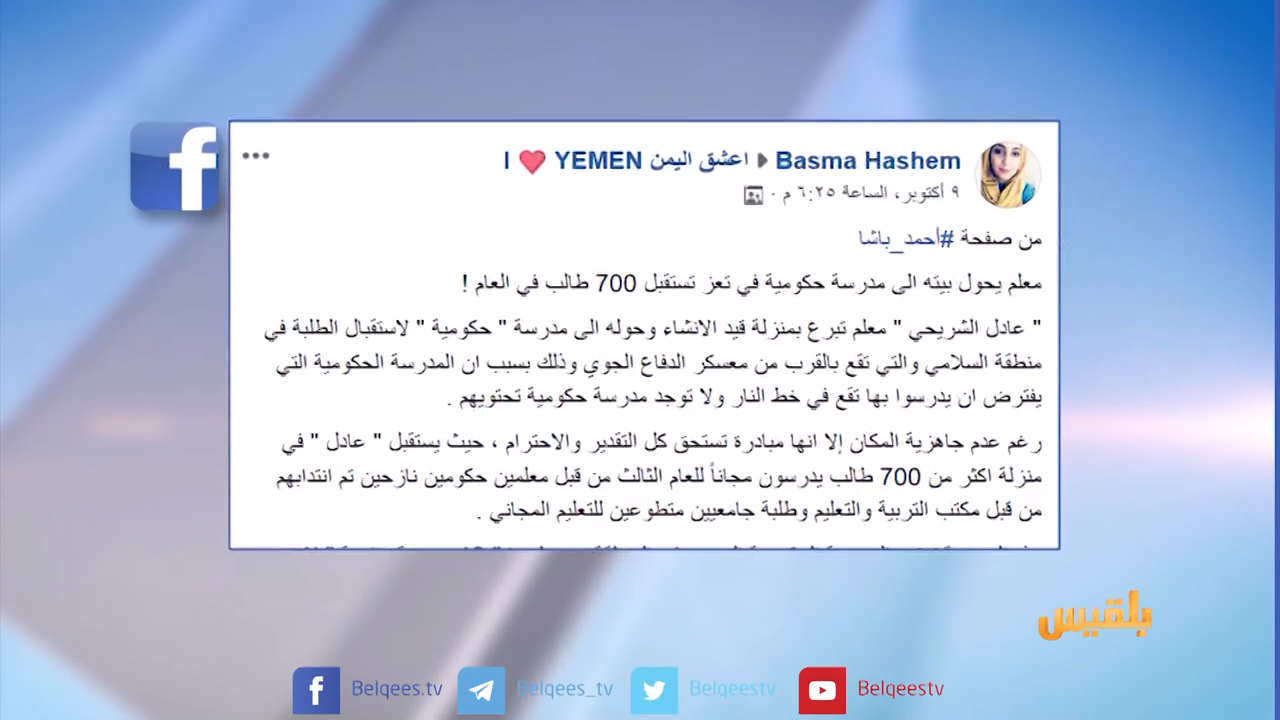 Basma Hashem ◂ اعشق اليمن I ❤ YEMEN
٩ أكتوبر، الساعة ٦:٢٥ م ·
من صفحة #أحمد_باشا
معلم يحول بيته الى مدرسة حكومية في تعز تستقبل 700 طالب في العام !
" عادل الشريحي " معلم تبرع بمنزلة قيد الانشاء وحوله الى مدرسة " حكومية " لاستقبال الطلبة في
منطقة السلامي والتي تقع بالقرب من معسكر الدفاع الجوي وذلك بسبب ان المدرسة الحكومية التي
يفترض ان يدرسوا بها تقع في خط النار ولا توجد مدرسة حكومية تحتويهم .
رغم عدم جاهزية المكان إلا انها مبادرة تستحق كل التقدير والاحترام ، حيث يستقبل " عادل " في
منزلة اكثر من 700 طالب يدرسون مجاناً للعام الثالث من قبل معلمين حكومين نازحين تم انتدابهم
من قبل مكتب التربية والتعليم وطلبة جامعيين متطوعين للتعليم المجاني .
بلقيس
Belqees.tv
Belqees_tv
Belqeestv
Belqeestv